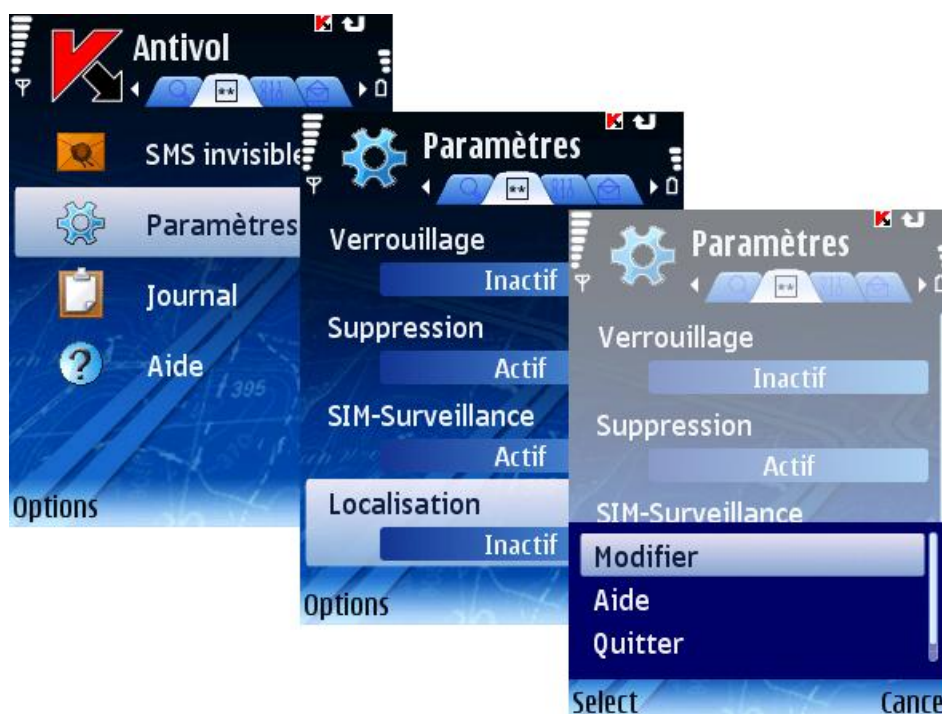 Antivol
SMS invisible
Paramètres
Journal
Aide
Options
Paramètres
Verrouillage
Inactif
Suppression
Actif
SIM-Surveillance
Actif
Localisation
Inactif
Options
Paramètres
Verrouillage
Inactif
Suppression
Actif
SIM-Surveillance
Modifier
Aide
Quitter
Select
Cance